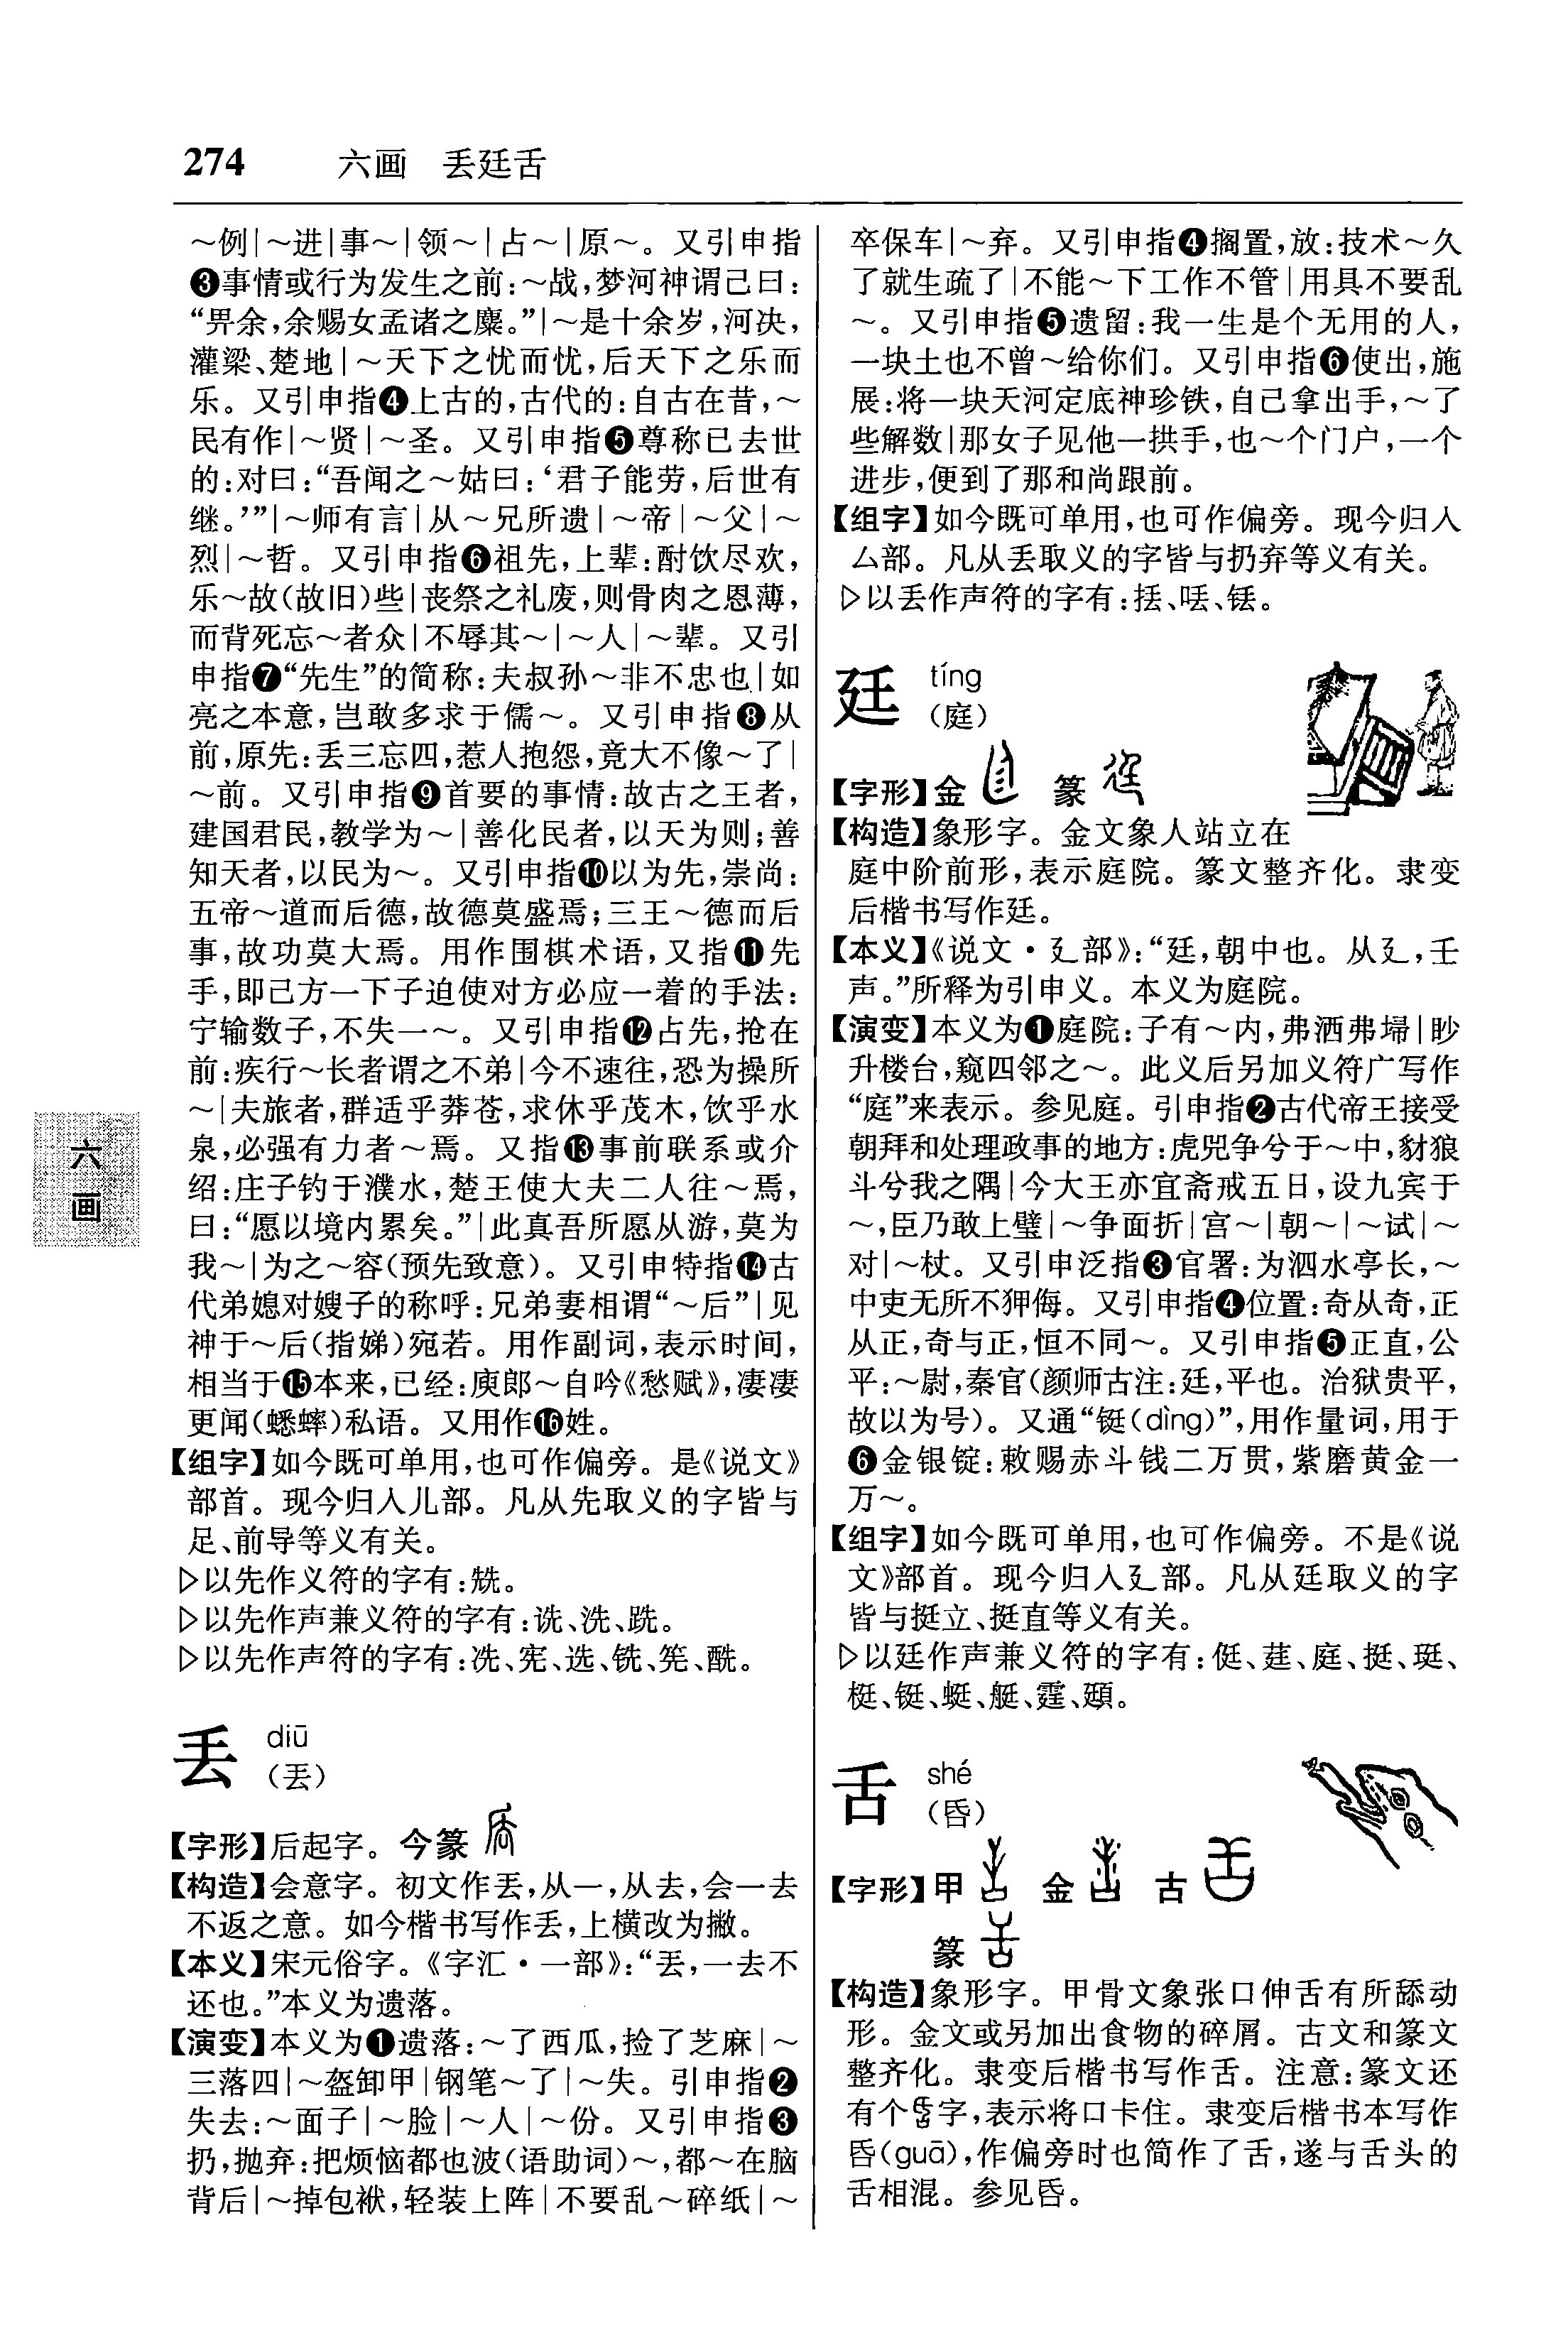 274 六画 丢廷舌
～例|～进|事～|领～|占～|原～。又引申指
❸事情或行为发生之前:～战,梦河神谓己曰:
“畀余,余赐女孟诸之麋。”|～是十余岁,河决,
灌梁、楚地|～天下之忧而忧,后天下之乐而
乐。又引申指❹上古的,古代的:自古在昔,～
民有作|～贤|～圣。又引申指❺尊称已去世
的:对曰:“吾闻之～姑曰:‘君子能劳,后世有
继。’”|～师有言|从～兄所遗|～帝|～父|～
烈|～哲。又引申指❻祖先,上辈:酎饮尽欢,
乐～故(故旧)些|丧祭之礼废,则骨肉之恩薄,
而背死忘～者众|不辱其～|～人|～辈。又引
申指❼“先生”的简称:夫叔孙～非不忠也|如
亮之本意,岂敢多求于儒～。又引申指❽从
前,原先:丢三忘四,惹人抱怨,竟大不像～了|
～前。又引申指❾首要的事情:故古之王者,
建国君民,教学为～|善化民者,以天为则;善
知天者,以民为～。又引申指❿以为先,崇尚:
五帝～道而后德,故德莫盛焉;三王～德而后
事,故功莫大焉。用作围棋术语,又指⓫先
手,即己方一下子迫使对方必应一着的手法:
宁输数子,不失一～。又引申指⓬占先,抢在
前:疾行～长者谓之不弟|今不速往,恐为操所
～|夫旅者,群适乎莽苍,求休乎茂木,饮乎水
泉,必强有力者～焉。又指⓭事前联系或介
绍:庄子钓于濮水,楚王使大夫二人往～焉,
曰:“愿以境内累矣。”|此真吾所愿从游,莫为
我～|为之～容(预先致意)。又引申特指⓮古
代弟媳对嫂子的称呼:兄弟妻相谓“～后”|见
神于～后(指娣)宛若。用作副词,表示时间,
相当于⓯本来,已经:庾郎～自吟《愁赋》,凄凄
更闻(蟋蟀)私语。又用作⓰姓。
【组字】如今既可单用,也可作偏旁。是《说文》
部首。现今归入儿部。凡从先取义的字皆与
足、前导等义有关。
▷以先作义符的字有:兟。
▷以先作声兼义符的字有:诜、洗、跣。
▷以先作声符的字有:冼、宪、选、铣、筅、酰。
丢 diū
(丟)
【字形】后起字。今篆
【构造】会意字。初文作丟,从一,从去,会一去
不返之意。如今楷书写作丢,上横改为撇。
【本义】宋元俗字。《字汇·一部》:“丟,一去不
还也。”本义为遗落。
【演变】本义为❶遗落:～了西瓜,捡了芝麻|～
三落四|～盔卸甲|钢笔～了|～失。引申指❷
失去:～面子|～脸|～人|～份。又引申指❸
扔,抛弃:把烦恼都也波(语助词)～,都～在脑
背后|～掉包袱,轻装上阵|不要乱～碎纸|～
卒保车|～弃。又引申指❹搁置,放:技术～久
了就生疏了|不能～下工作不管|用具不要乱
～。又引申指❺遗留:我一生是个无用的人,
一块土也不曾～给你们。又引申指❻使出,施
展:将一块天河定底神珍铁,自己拿出手,～了
些解数|那女子见他一拱手,也～个门户,一个
进步,便到了那和尚跟前。
【组字】如今既可单用,也可作偏旁。现今归入
厶部。凡从丢取义的字皆与扔弃等义有关。
▷以丢作声符的字有:㧅、㖏、铥。
廷 tíng
(庭)
【字形】金 篆
【构造】象形字。金文象人站立在
庭中阶前形,表示庭院。篆文整齐化。隶变
后楷书写作廷。
【本义】《说文·廴部》:“廷,朝中也。从廴,壬
声。”所释为引申义。本义为庭院。
【演变】本义为❶庭院:子有～内,弗洒弗埽|眇
升楼台,窥四邻之～。此义后另加义符广写作
“庭”来表示。参见庭。引申指❷古代帝王接受
朝拜和处理政事的地方:虎兕争兮于～中,豺狼
斗兮我之隅|今大王亦宜斋戒五日,设九宾于
～,臣乃敢上璧|～争面折|宫～|朝～|～试|～
对|～杖。又引申泛指❸官署:为泗水亭长,～
中吏无所不狎侮。又引申指❹位置:奇从奇,正
从正,奇与正,恒不同～。又引申指❺正直,公
平:～尉,秦官(颜师古注:廷,平也。治狱贵平,
故以为号)。又通“铤(dìng)”,用作量词,用于
❻金银锭:敕赐赤斗钱二万贯,紫磨黄金一
万～。
【组字】如今既可单用,也可作偏旁。不是《说
文》部首。现今归入廴部。凡从廷取义的字
皆与挺立、挺直等义有关。
▷以廷作声兼义符的字有:侹、莛、庭、挺、珽、
梃、铤、蜓、艇、霆、頲。
舌 shé
(昏)
【字形】甲 金 古
篆
【构造】象形字。甲骨文象张口伸舌有所舔动
形。金文或另加出食物的碎屑。古文和篆文
整齐化。隶变后楷书写作舌。注意:篆文还
有个字,表示将口卡住。隶变后楷书本写作
昏(guā),作偏旁时也简作了舌,遂与舌头的
舌相混。参见昏。
六
画